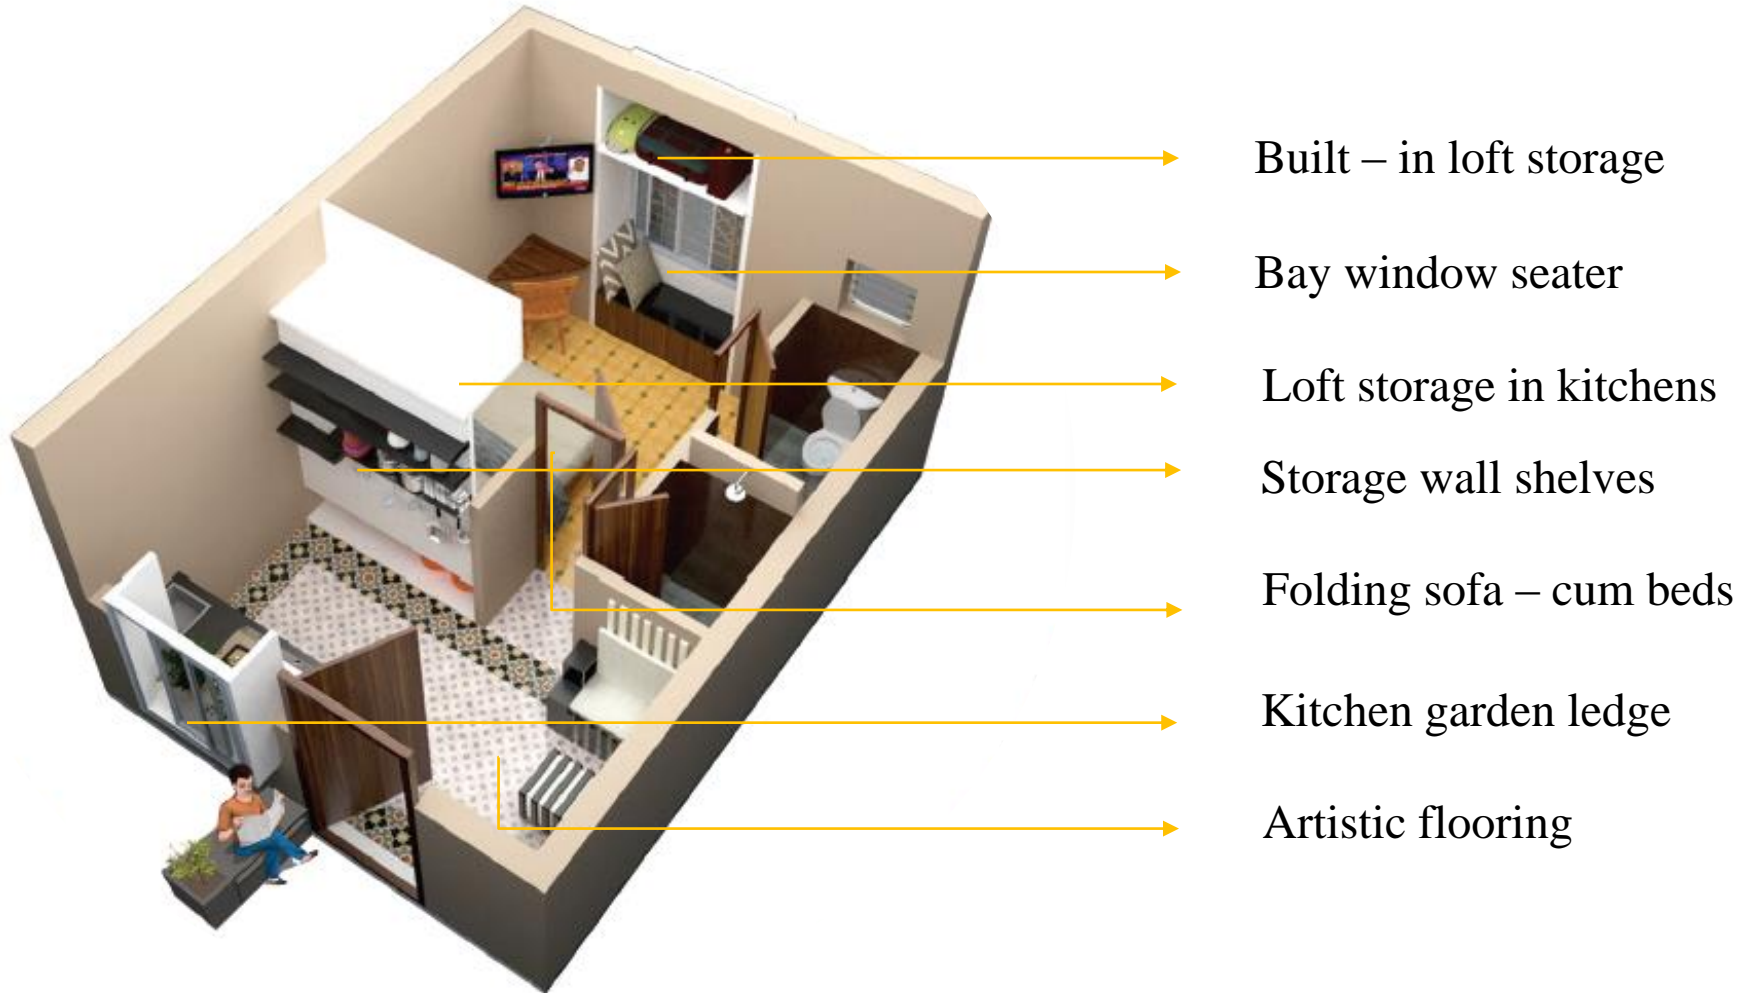 Built – in loft storage
Bay window seater
Loft storage in kitchens
Storage wall shelves
Folding sofa – cum beds
Kitchen garden ledge
Artistic flooring